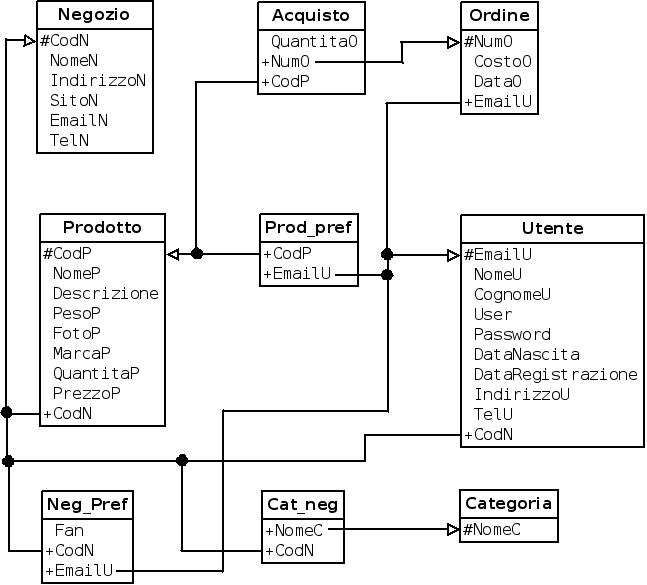 Negozio
#CodN
NomeN
IndirizzoN
SitoN
EmailN
TelN
Acquisto
QuantitaO
+NumO
+CodP
Ordine
#NumO
CostoO
DataO
+EmailU
Prodotto
#CodP
NomeP
Descrizione
PesoP
FotoP
MarcaP
QuantitaP
PrezzoP
+CodN
Prod_pref
+CodP
+EmailU
Utente
#EmailU
NomeU
CognomeU
User
Password
DataNascita
DataRegistrazione
IndirizzoU
TelU
+CodN
Neg_Pref
Fan
+CodN
+EmailU
Cat_neg
+NomeC
+CodN
Categoria
#NomeC